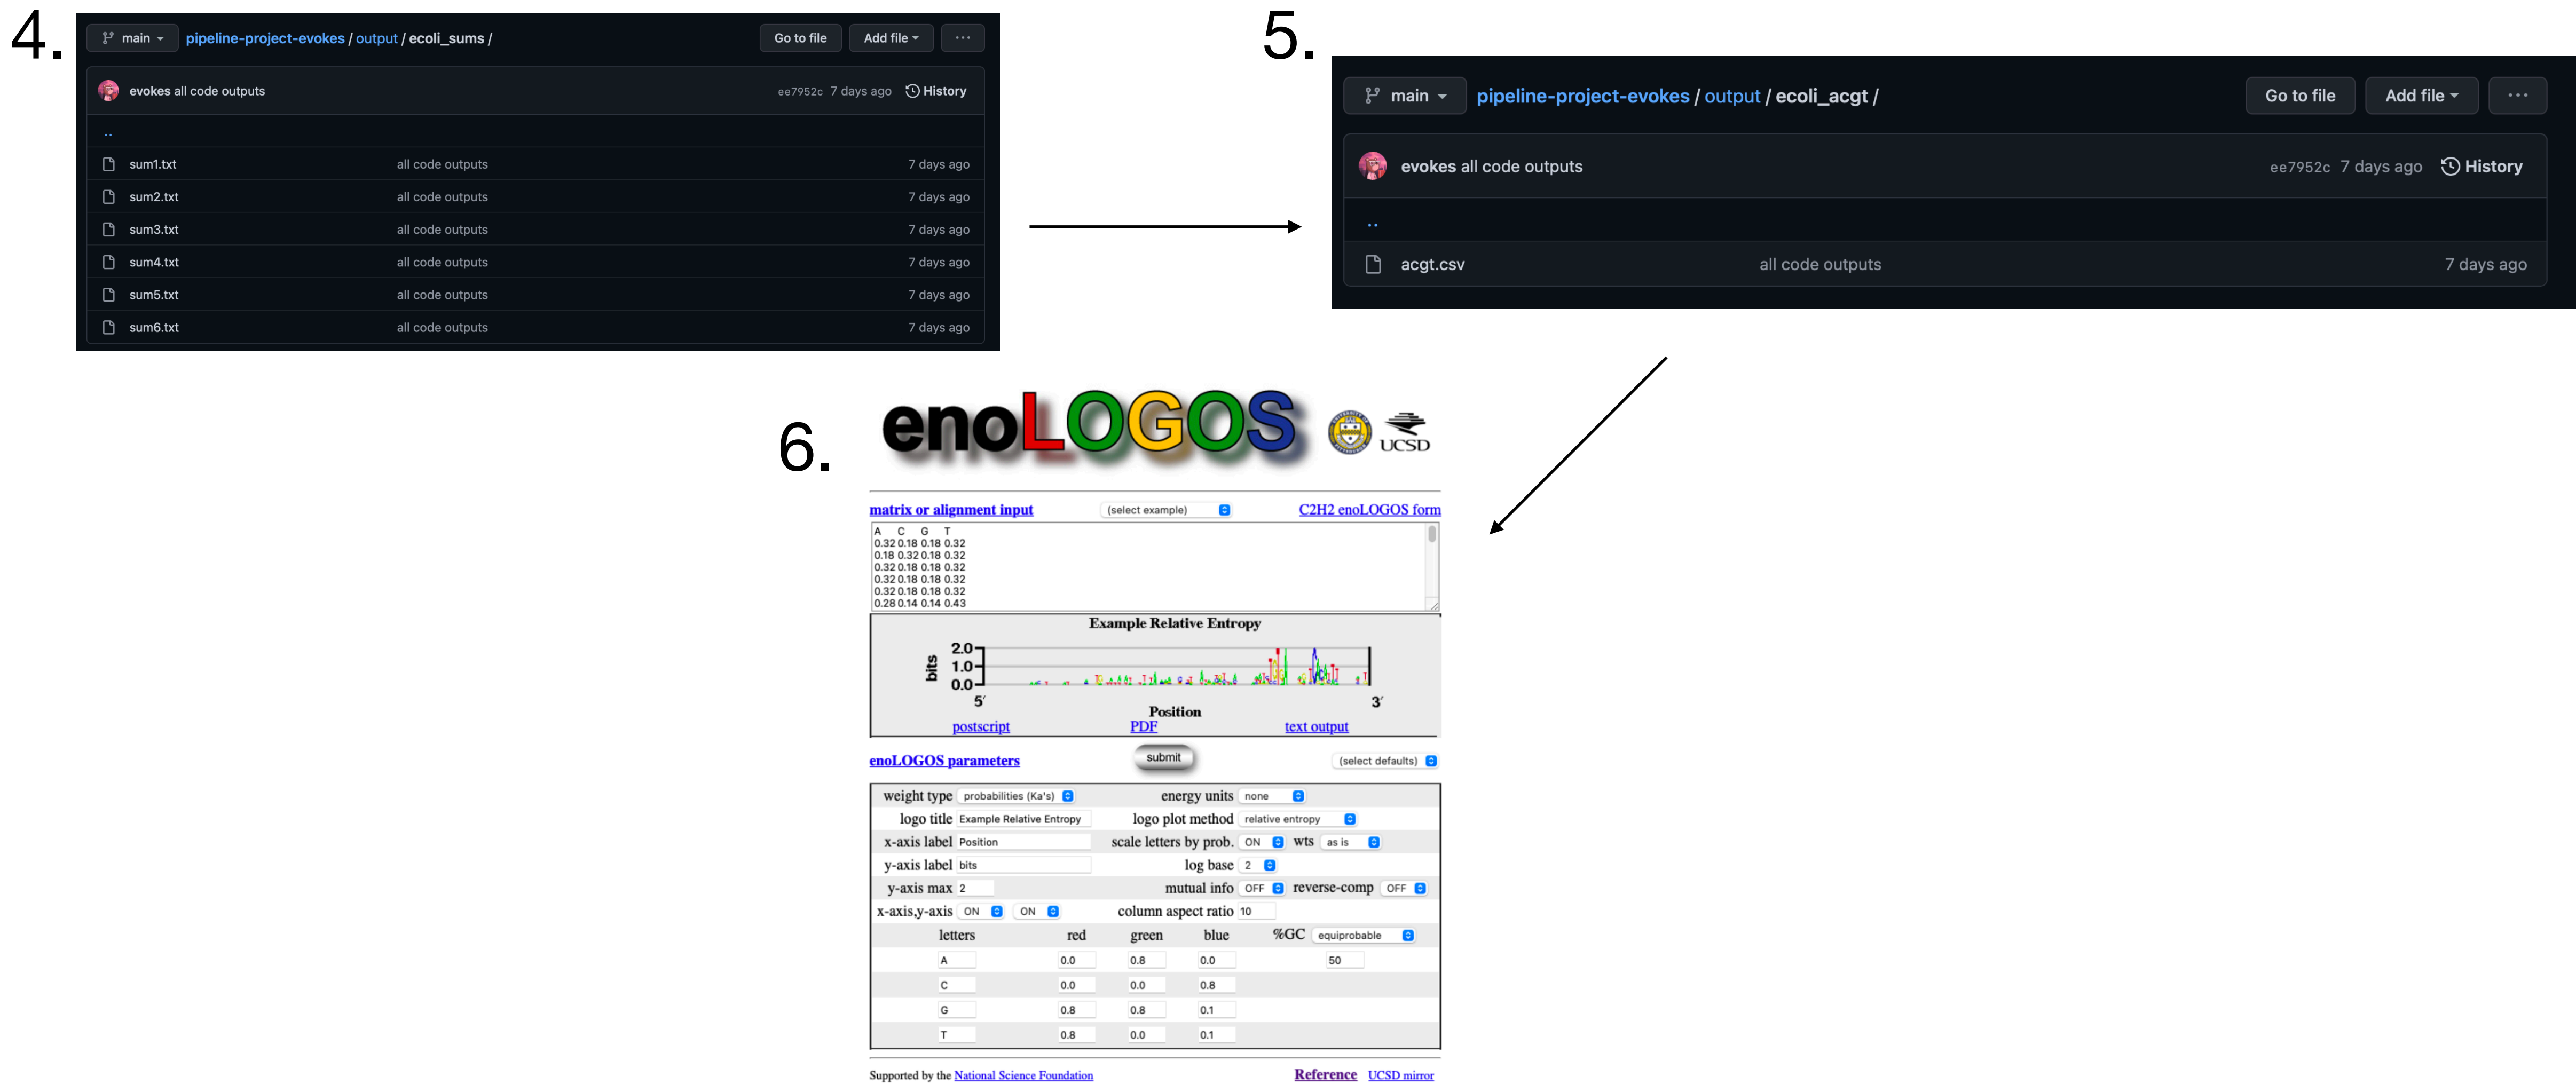 4.
main
pipeline-project-evokes / output / ecoli_sums /
Go to file
Add file
...
evokes all code outputs
ee7952c 7 days ago
History
..
sum1.txt all code outputs 7 days ago
sum2.txt all code outputs 7 days ago
sum3.txt all code outputs 7 days ago
sum4.txt all code outputs 7 days ago
sum5.txt all code outputs 7 days ago
sum6.txt all code outputs 7 days ago
5.
main
pipeline-project-evokes / output / ecoli_acgt /
Go to file
Add file
...
evokes all code outputs
ee7952c 7 days ago
History
..
acgt.csv all code outputs 7 days ago
6.
enoLOGOS
UCSD
matrix or alignment input (select example) C2H2 enoLOGOS form
A C G T
0.32 0.18 0.18 0.32
0.18 0.32 0.18 0.32
0.32 0.18 0.18 0.32
0.32 0.18 0.18 0.32
0.32 0.18 0.18 0.32
0.28 0.14 0.14 0.43
Example Relative Entropy
bits
2.0
1.0
0.0
5′ 3′
Position
postscript PDF text output
enoLOGOS parameters submit (select defaults)
weight type probabilities (Ka's) energy units none
logo title Example Relative Entropy logo plot method relative entropy
x-axis label Position scale letters by prob. ON wts as is
y-axis label bits log base 2
y-axis max 2 mutual info OFF reverse-comp OFF
x-axis,y-axis ON ON column aspect ratio 10
letters red green blue %GC equiprobable
A 0.0 0.8 0.0 50
C 0.0 0.0 0.8
G 0.8 0.8 0.1
T 0.8 0.0 0.1
Supported by the National Science Foundation Reference UCSD mirror